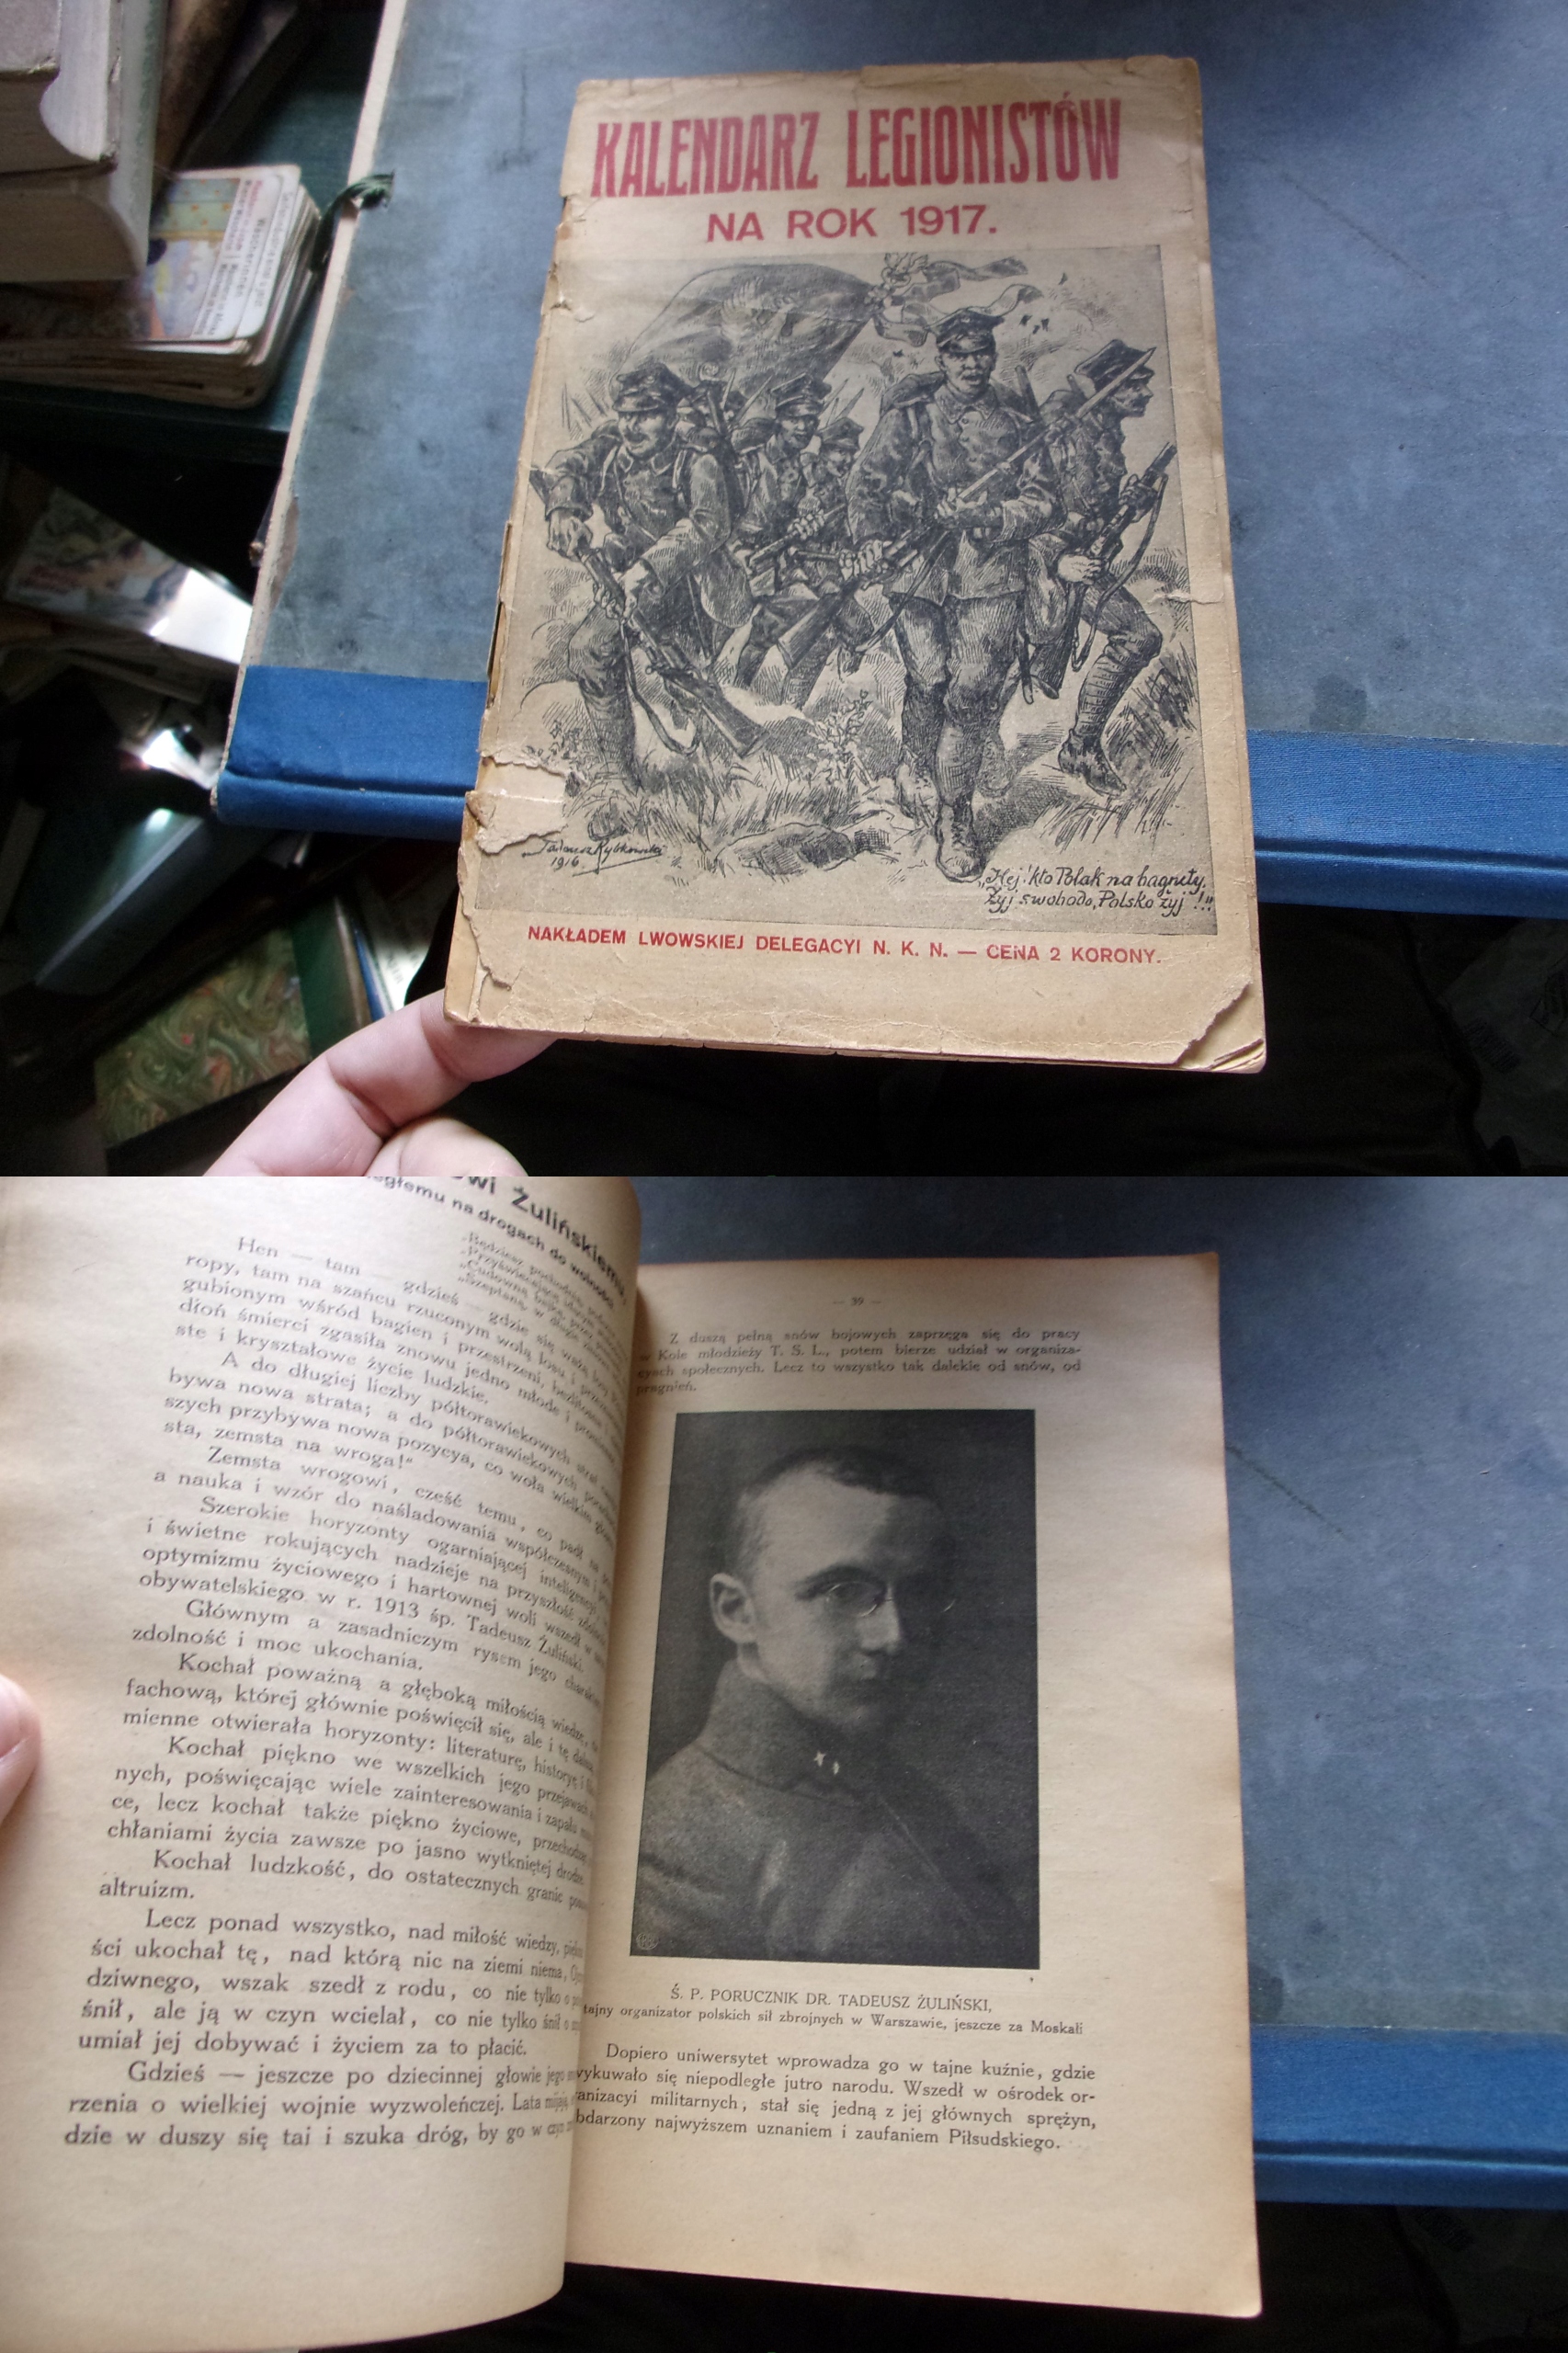 KALENDARZ LEGIONISTÓW
NA ROK 1917.
Tadeusz Rybkowski
1916.
„Hej! kto Polak na bagnety,
Żyj swobodo, Polsko żyj!!"
NAKŁADEM LWOWSKIEJ DELEGACYI N. K. N. — CENA 2 KORONY.
owi Żulińskiemu,
egłemu na drogach do wolności.
Hen — tam — gdzieś — gdzie się
ropy, tam na szańcu rzuconym wolą losu i
gubionym wśród bagien i przestrzeni,
dłoń śmierci zgasiła znowu jedno młode i
ste i kryształowe życie ludzkie.
A do długiej liczby półtorawiekowych strat
bywa nowa strata; a do półtorawiekowych
szych przybywa nowa pozycya, co woła wielkim
sta, zemsta na wroga!"
Zemsta wrogowi, cześć temu, co padł
a nauka i wzór do naśladowania współczesnym i
Szerokie horyzonty ogarniającej inteligencyi
i świetne rokujących nadzieje na przyszłość
optymizmu życiowego i hartownej woli wszedł w
obywatelskiego w r. 1913 śp. Tadeusz Żuliński.
Głównym a zasadniczym rysem jego
zdolność i moc ukochania.
Kochał poważną a głęboką miłością wiedzę,
fachową, której głównie poświęcił się, ale i tę
mienne otwierała horyzonty: literaturę, historyę i
Kochał piękno we wszelkich jego przejawach
nych, poświęcając wiele zainteresowania i zapału
ce, lecz kochał także piękno życiowe,
chłaniami życia zawsze po jasno wytkniętej drodze.
Kochał ludzkość, do ostatecznych granic
altruizm.
Lecz ponad wszystko, nad miłość wiedzy,
ści ukochał tę, nad którą nic na ziemi niema,
dziwnego, wszak szedł z rodu, co nie tylko o
śnił, ale ją w czyn wcielał, co nie tylko śnił o
umiał jej dobywać i życiem za to płacić.
Gdzieś — jeszcze po dziecinnej głowie jego
rzenia o wielkiej wojnie wyzwoleńczej. Lata mijają,
dzie w duszy się tai i szuka dróg, by go w czyn
— 39 —
Z duszą pełną snów bojowych zaprzęga się do pracy
w Kole młodzieży T. S. L., potem bierze udział w organiza-
cyach społecznych. Lecz to wszystko tak dalekie od snów, od
pragnień.
Ś. P. PORUCZNIK DR. TADEUSZ ŻULIŃSKI,
tajny organizator polskich sił zbrojnych w Warszawie, jeszcze za Moskali
Dopiero uniwersytet wprowadza go w tajne kuźnie, gdzie
wykuwało się niepodległe jutro narodu. Wszedł w ośrodek or-
anizacyi militarnych, stał się jedną z jej głównych sprężyn,
bdarzony najwyższem uznaniem i zaufaniem Piłsudskiego.